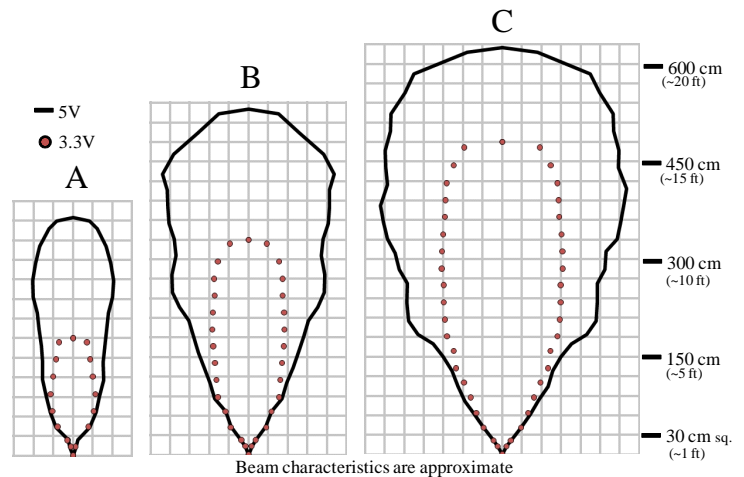 C
600 cm
(~20 ft)
B
5V
3.3V
A
450 cm
(~15 ft)
300 cm
(~10 ft)
150 cm
(~5 ft)
30 cm sq.
(~1 ft)
Beam characteristics are approximate